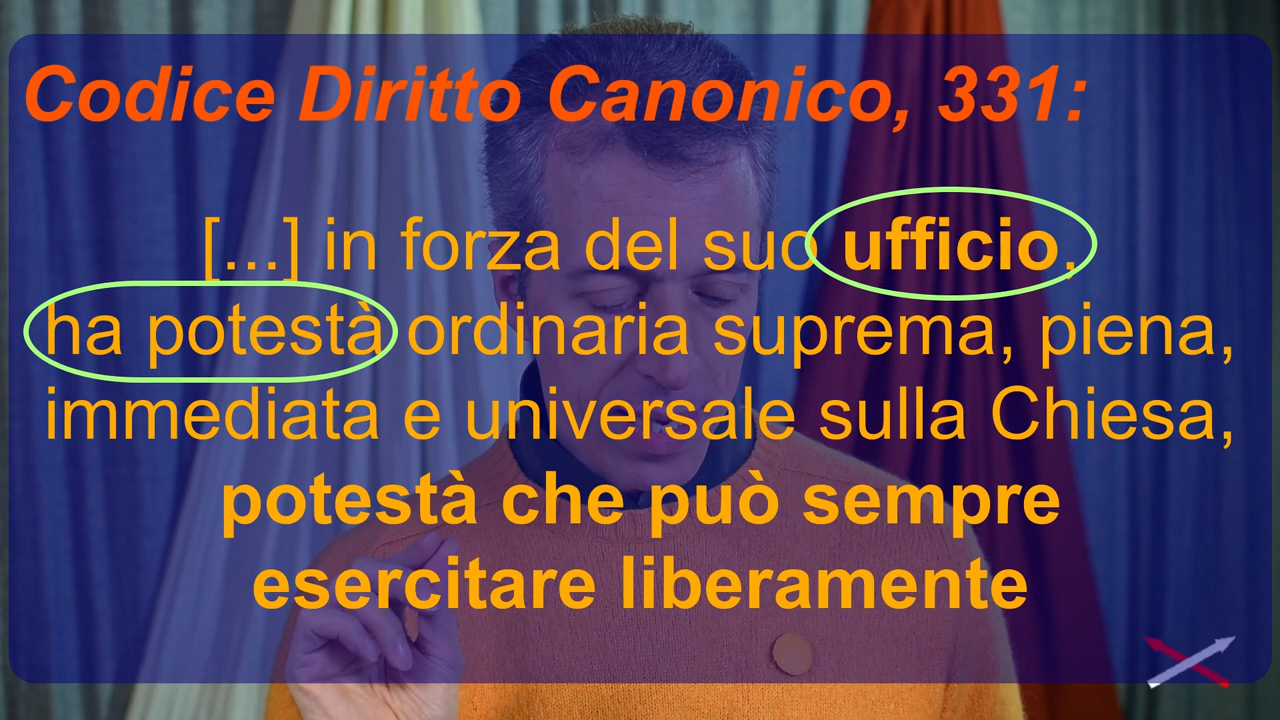 Codice Diritto Canonico, 331:
[...] in forza del suo ufficio,
ha potestà ordinaria suprema, piena,
immediata e universale sulla Chiesa,
potestà che può sempre
esercitare liberamente